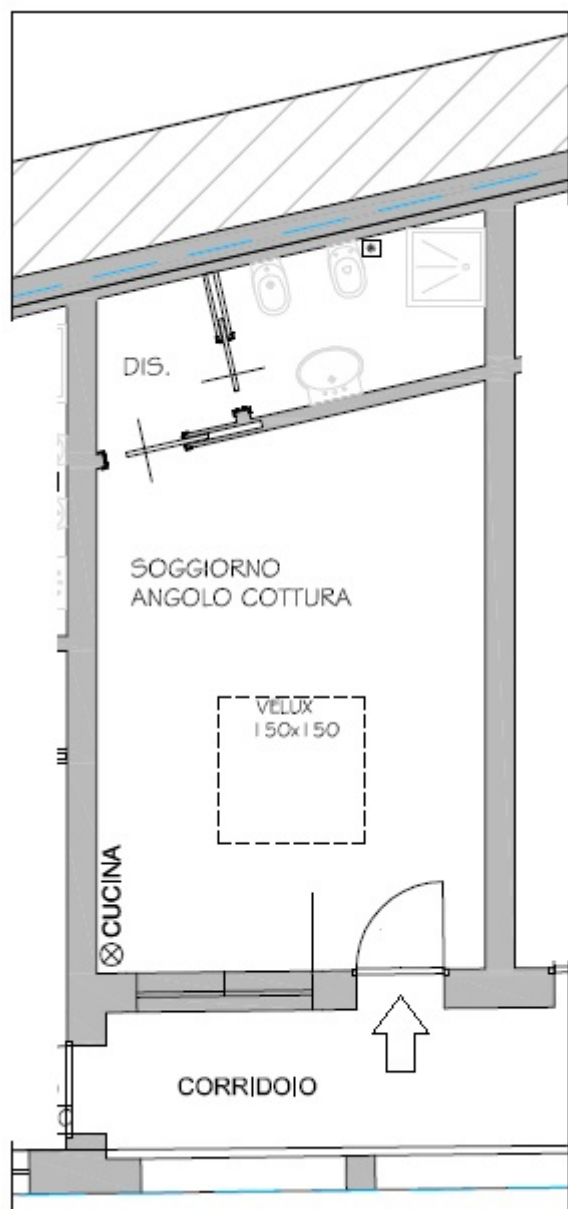 DIS.
SOGGIORNO
ANGOLO COTTURA
VELUX
150x150
CUCINA
CORRIDOIO